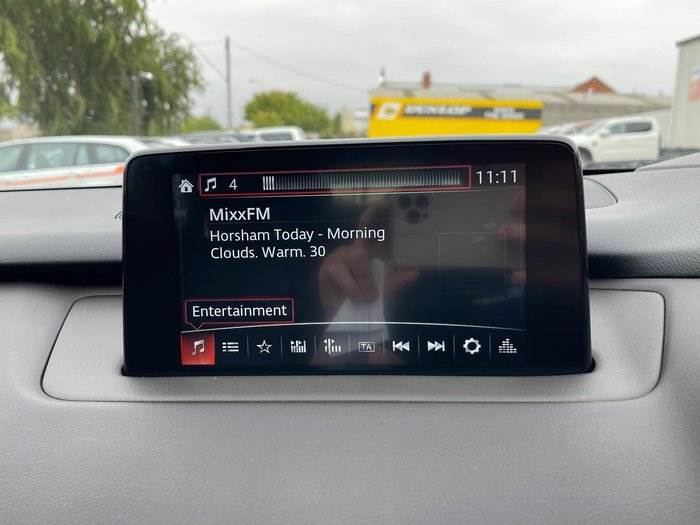 DUNLOP
4
11:11
MixxFM
Horsham Today - Morning
Clouds. Warm. 30
Entertainment
TA